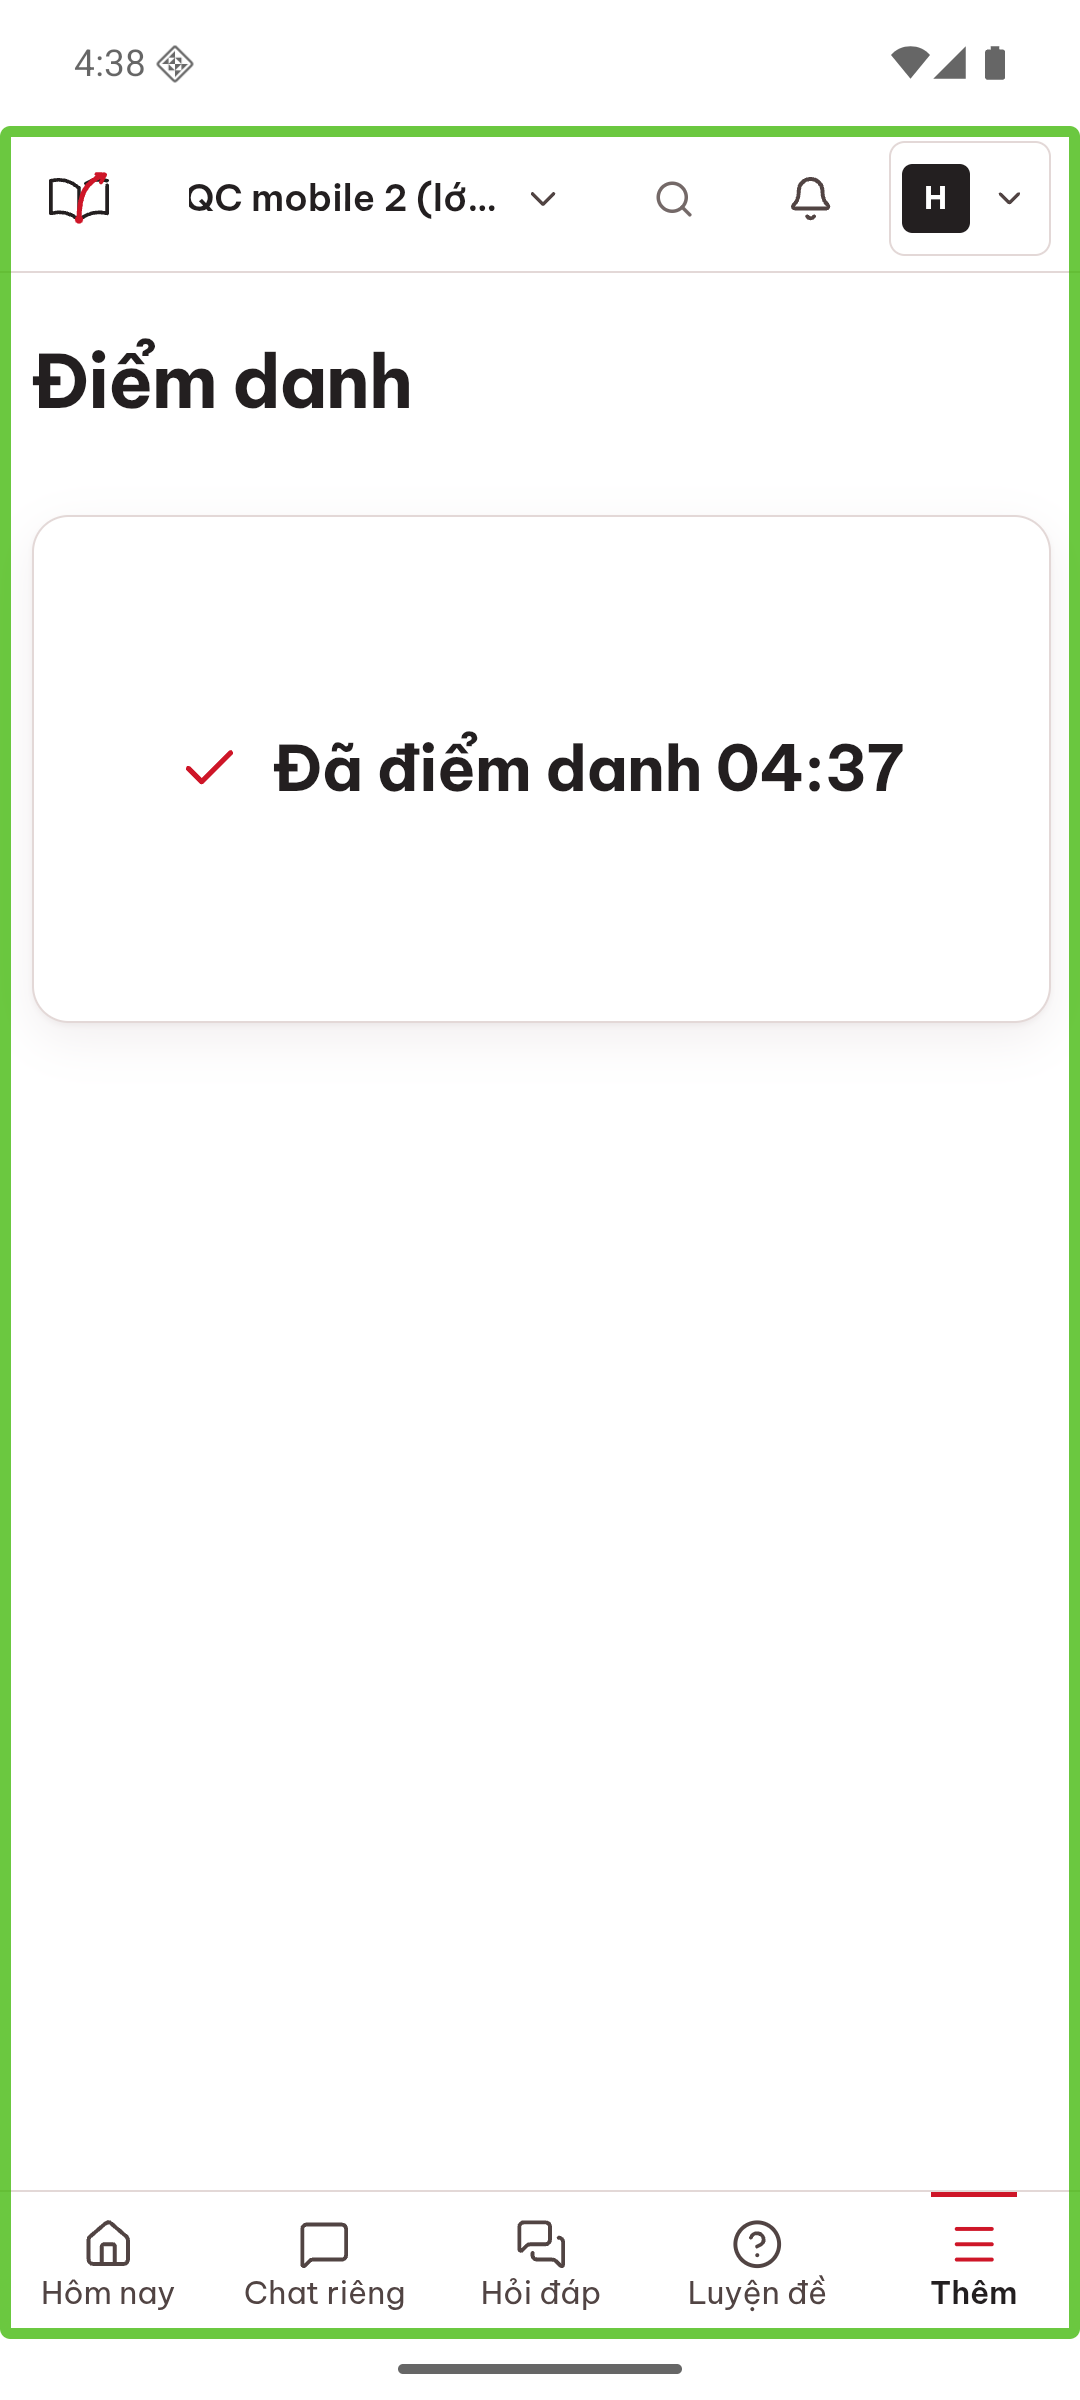 4:38
QC mobile 2 (lớ...
H
Điểm danh
Đã điểm danh 04:37
Hôm nay
Chat riêng
Hỏi đáp
Luyện đề
Thêm